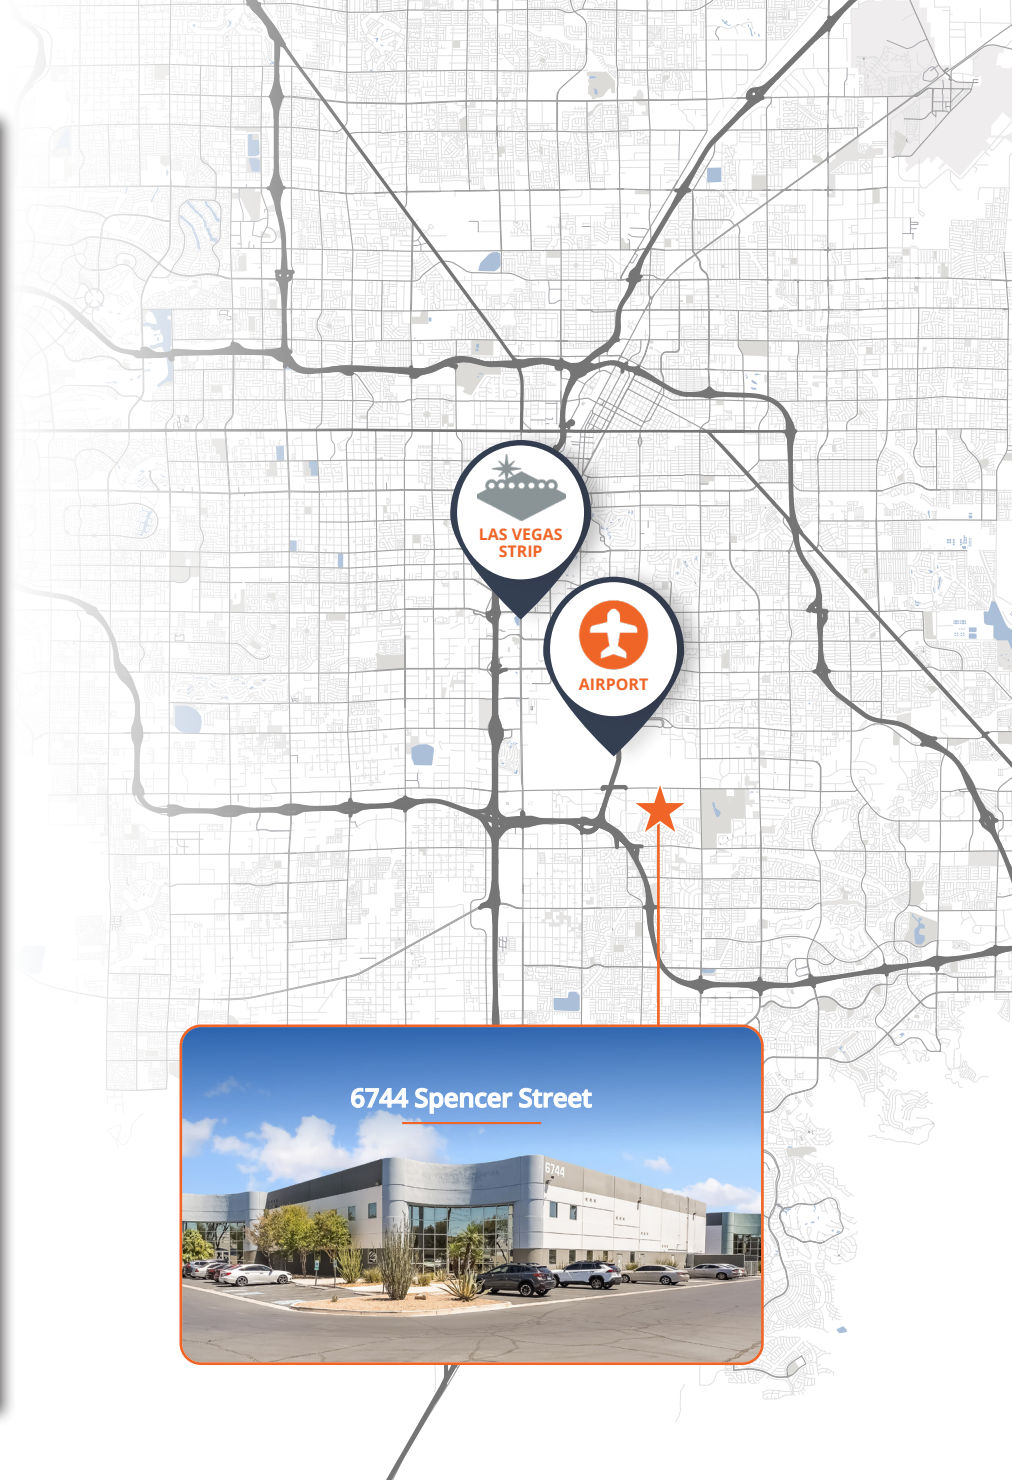 LAS VEGAS
STRIP
AIRPORT
6744 Spencer Street
6744